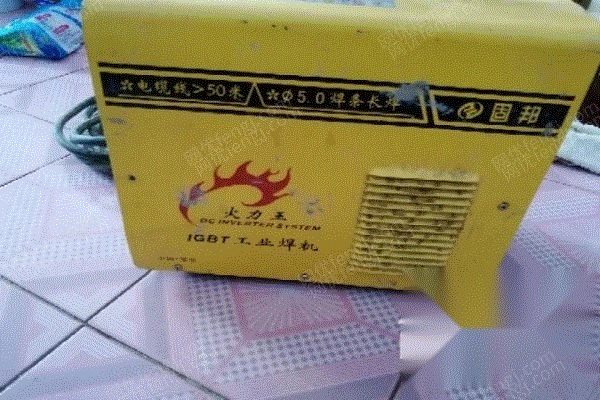 ☆电缆线>50米
☆Φ5.0焊条长焊
固邦
火力王
DC INVERTER SYSTEM
IGBT工业焊机